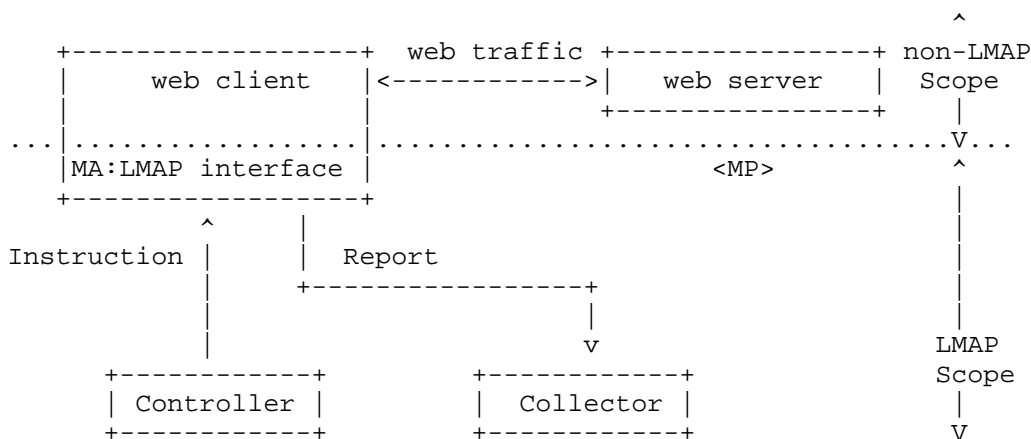 web traffic non-LMAP
web client web server Scope
MA:LMAP interface <MP>
Instruction Report
LMAP
Scope
Controller Collector